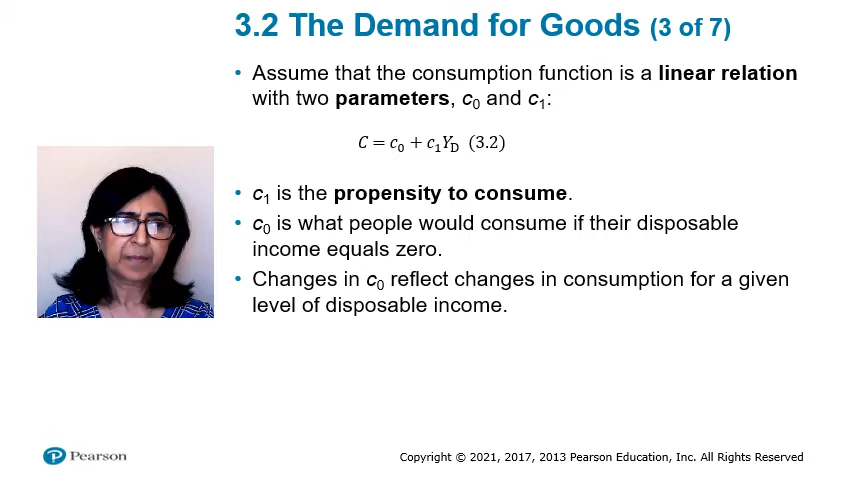 3.2 The Demand for Goods (3 of 7)
• Assume that the consumption function is a linear relation
with two parameters, c₀ and c₁:
C = c₀ + c₁Y_D (3.2)
• c₁ is the propensity to consume.
• c₀ is what people would consume if their disposable
income equals zero.
• Changes in c₀ reflect changes in consumption for a given
level of disposable income.
P Pearson
Copyright © 2021, 2017, 2013 Pearson Education, Inc. All Rights Reserved